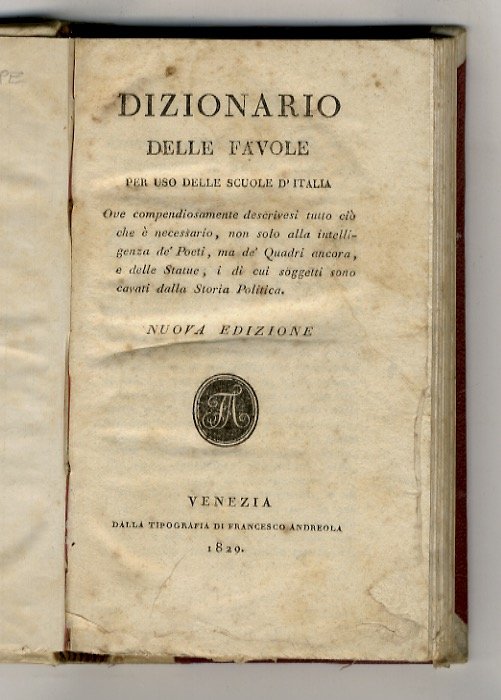 PE
DIZIONARIO
DELLE FAVOLE
PER USO DELLE SCUOLE D'ITALIA
Ove compendiosamente descrivesi tutto ciò
che è necessario, non solo alla intelli-
genza de' Poeti, ma de' Quadri ancora,
e delle Statue, i di cui soggetti sono
cavati dalla Storia Politica.
NUOVA EDIZIONE
VENEZIA
DALLA TIPOGRAFIA DI FRANCESCO ANDREOLA
1829.